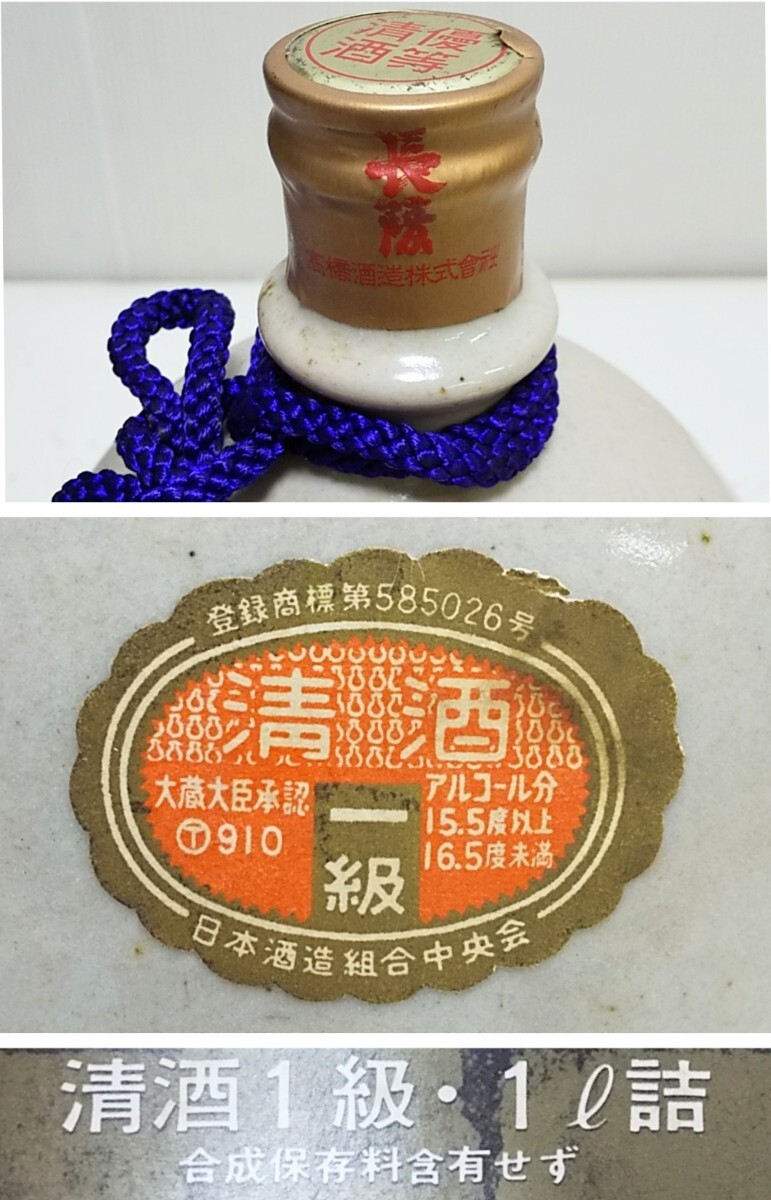 優等
清酒
長陵
高橋酒造株式會社
登録商標第585026号
清酒
大蔵大臣承認
Ⓣ910
一級
アルコール分
15.5度以上
16.5度未満
日本酒造組合中央会
清酒1級・1ℓ詰
合成保存料含有せず